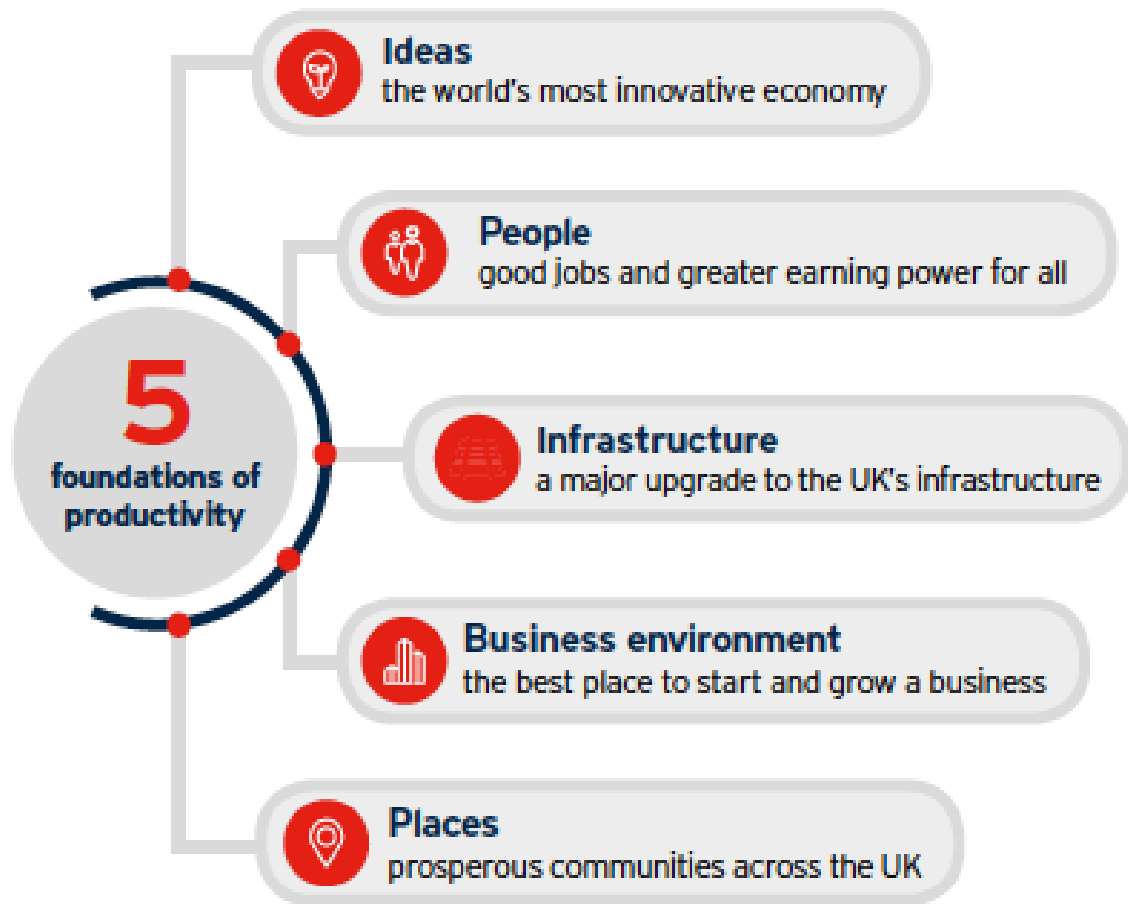 Ideas
the world's most innovative economy
People
good jobs and greater earning power for all
5
foundations of
productivity
Infrastructure
a major upgrade to the UK's infrastructure
Business environment
the best place to start and grow a business
Places
prosperous communities across the UK